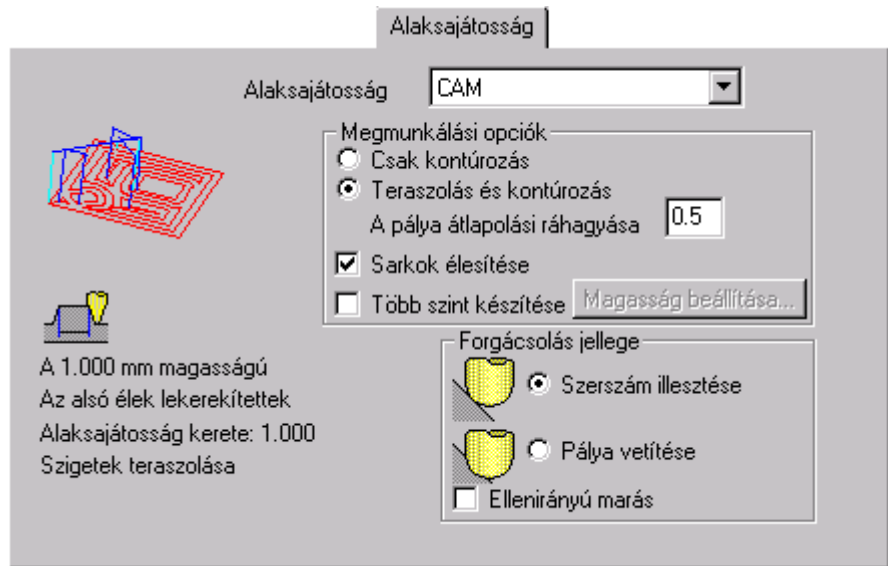 Alaksajátosság
Alaksajátosság CAM
Megmunkálási opciók
Csak kontúrozás
Teraszolás és kontúrozás
A pálya átlapolási ráhagyása 0.5
Sarkok élesítése
Több szint készítése Magasság beállítása...
Forgácsolás jellege
Szerszám illesztése
Pálya vetítése
Ellenirányú marás
A 1.000 mm magasságú
Az alsó élek lekerekítettek
Alaksajátosság kerete: 1.000
Szigetek teraszolása